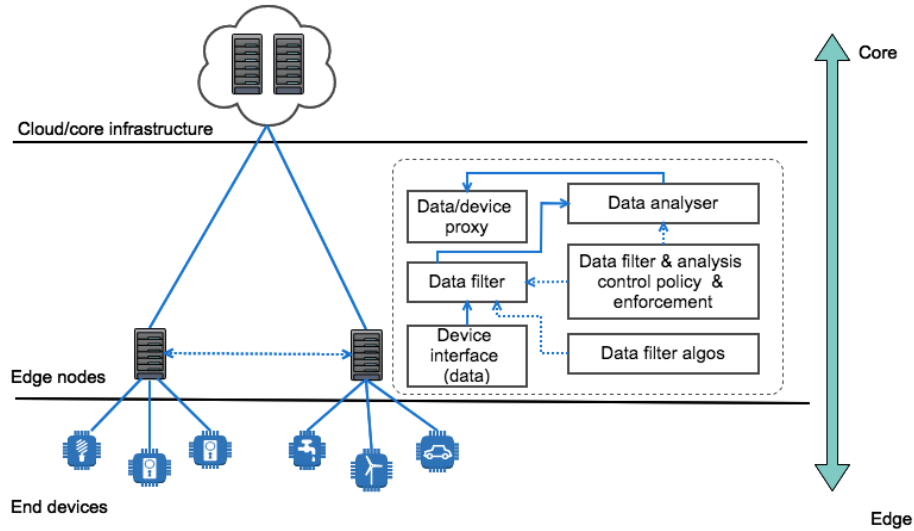 Core
Cloud/core infrastructure
Data/device
proxy
Data analyser
Data filter
Data filter & analysis
control policy &
enforcement
Device
interface
(data)
Data filter algos
Edge nodes
End devices
Edge